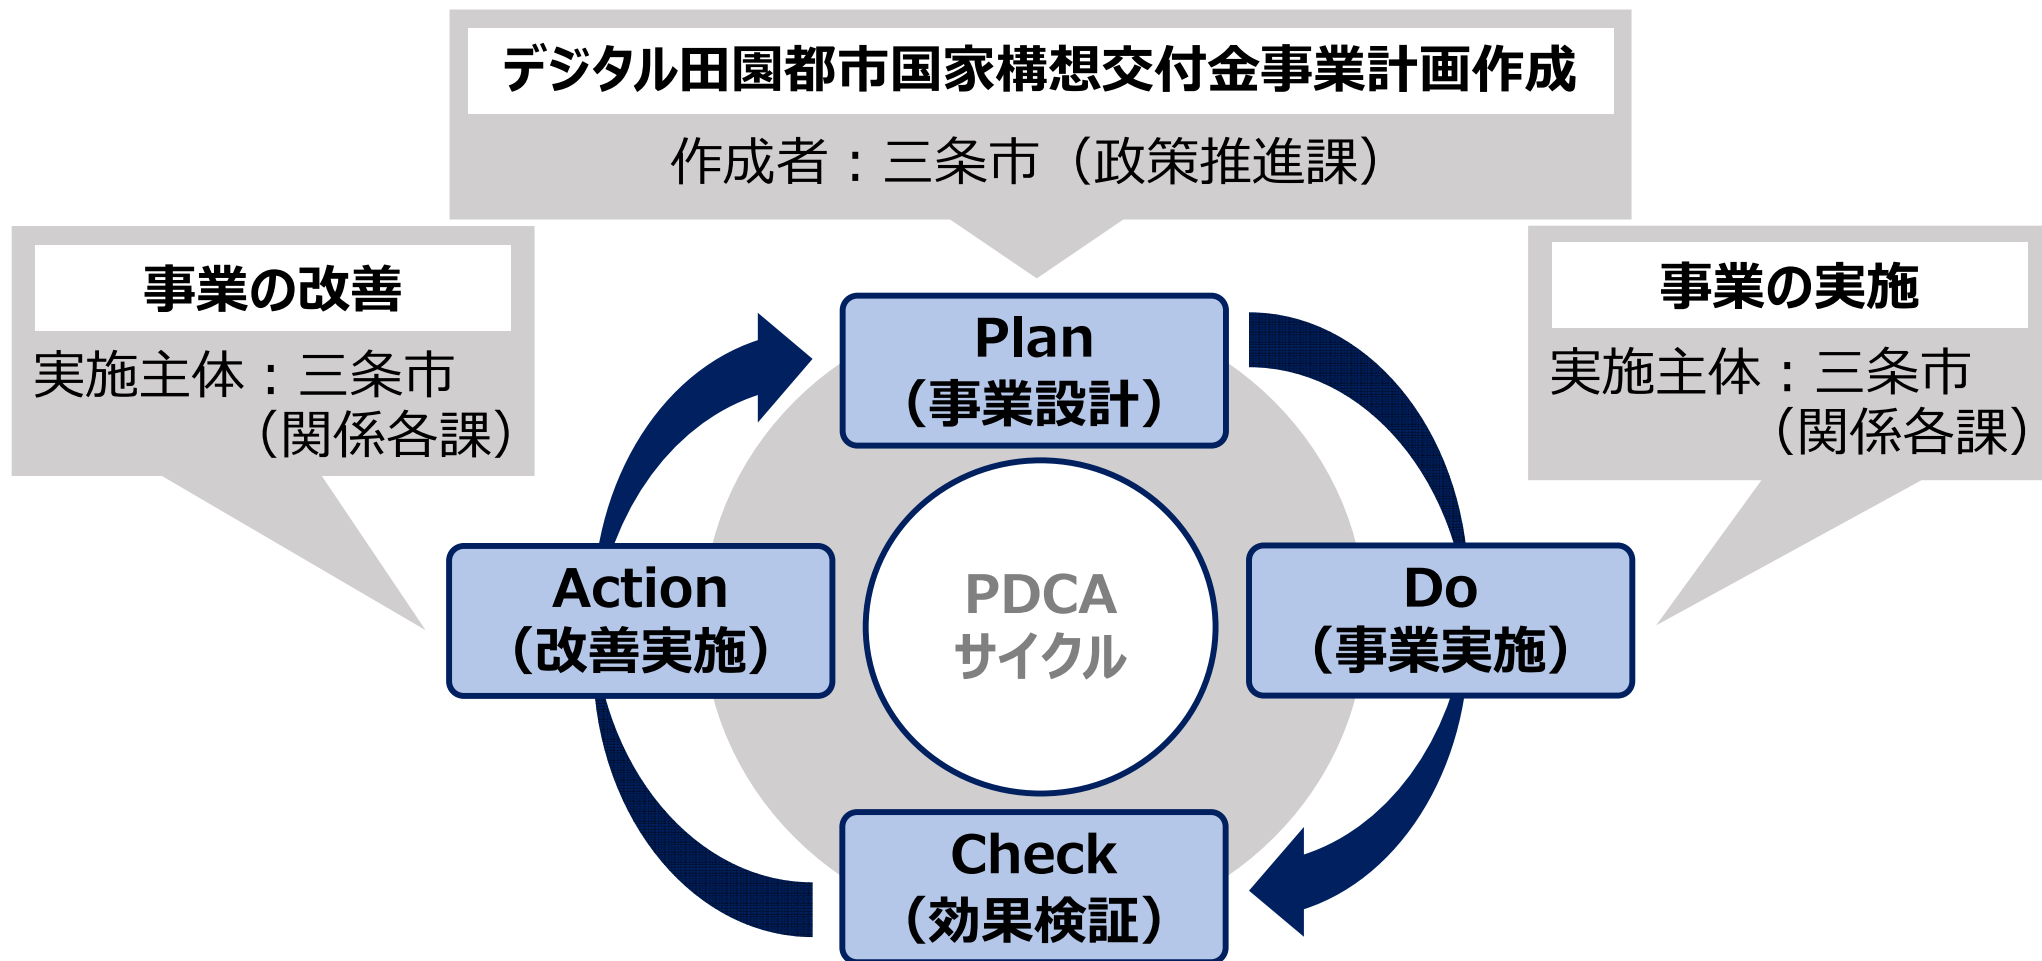 デジタル田園都市国家構想交付金事業計画作成
作成者：三条市（政策推進課）
事業の改善
実施主体：三条市
（関係各課）
事業の実施
実施主体：三条市
（関係各課）
Plan
（事業設計）
Action
（改善実施）
PDCA
サイクル
Do
（事業実施）
Check
（効果検証）